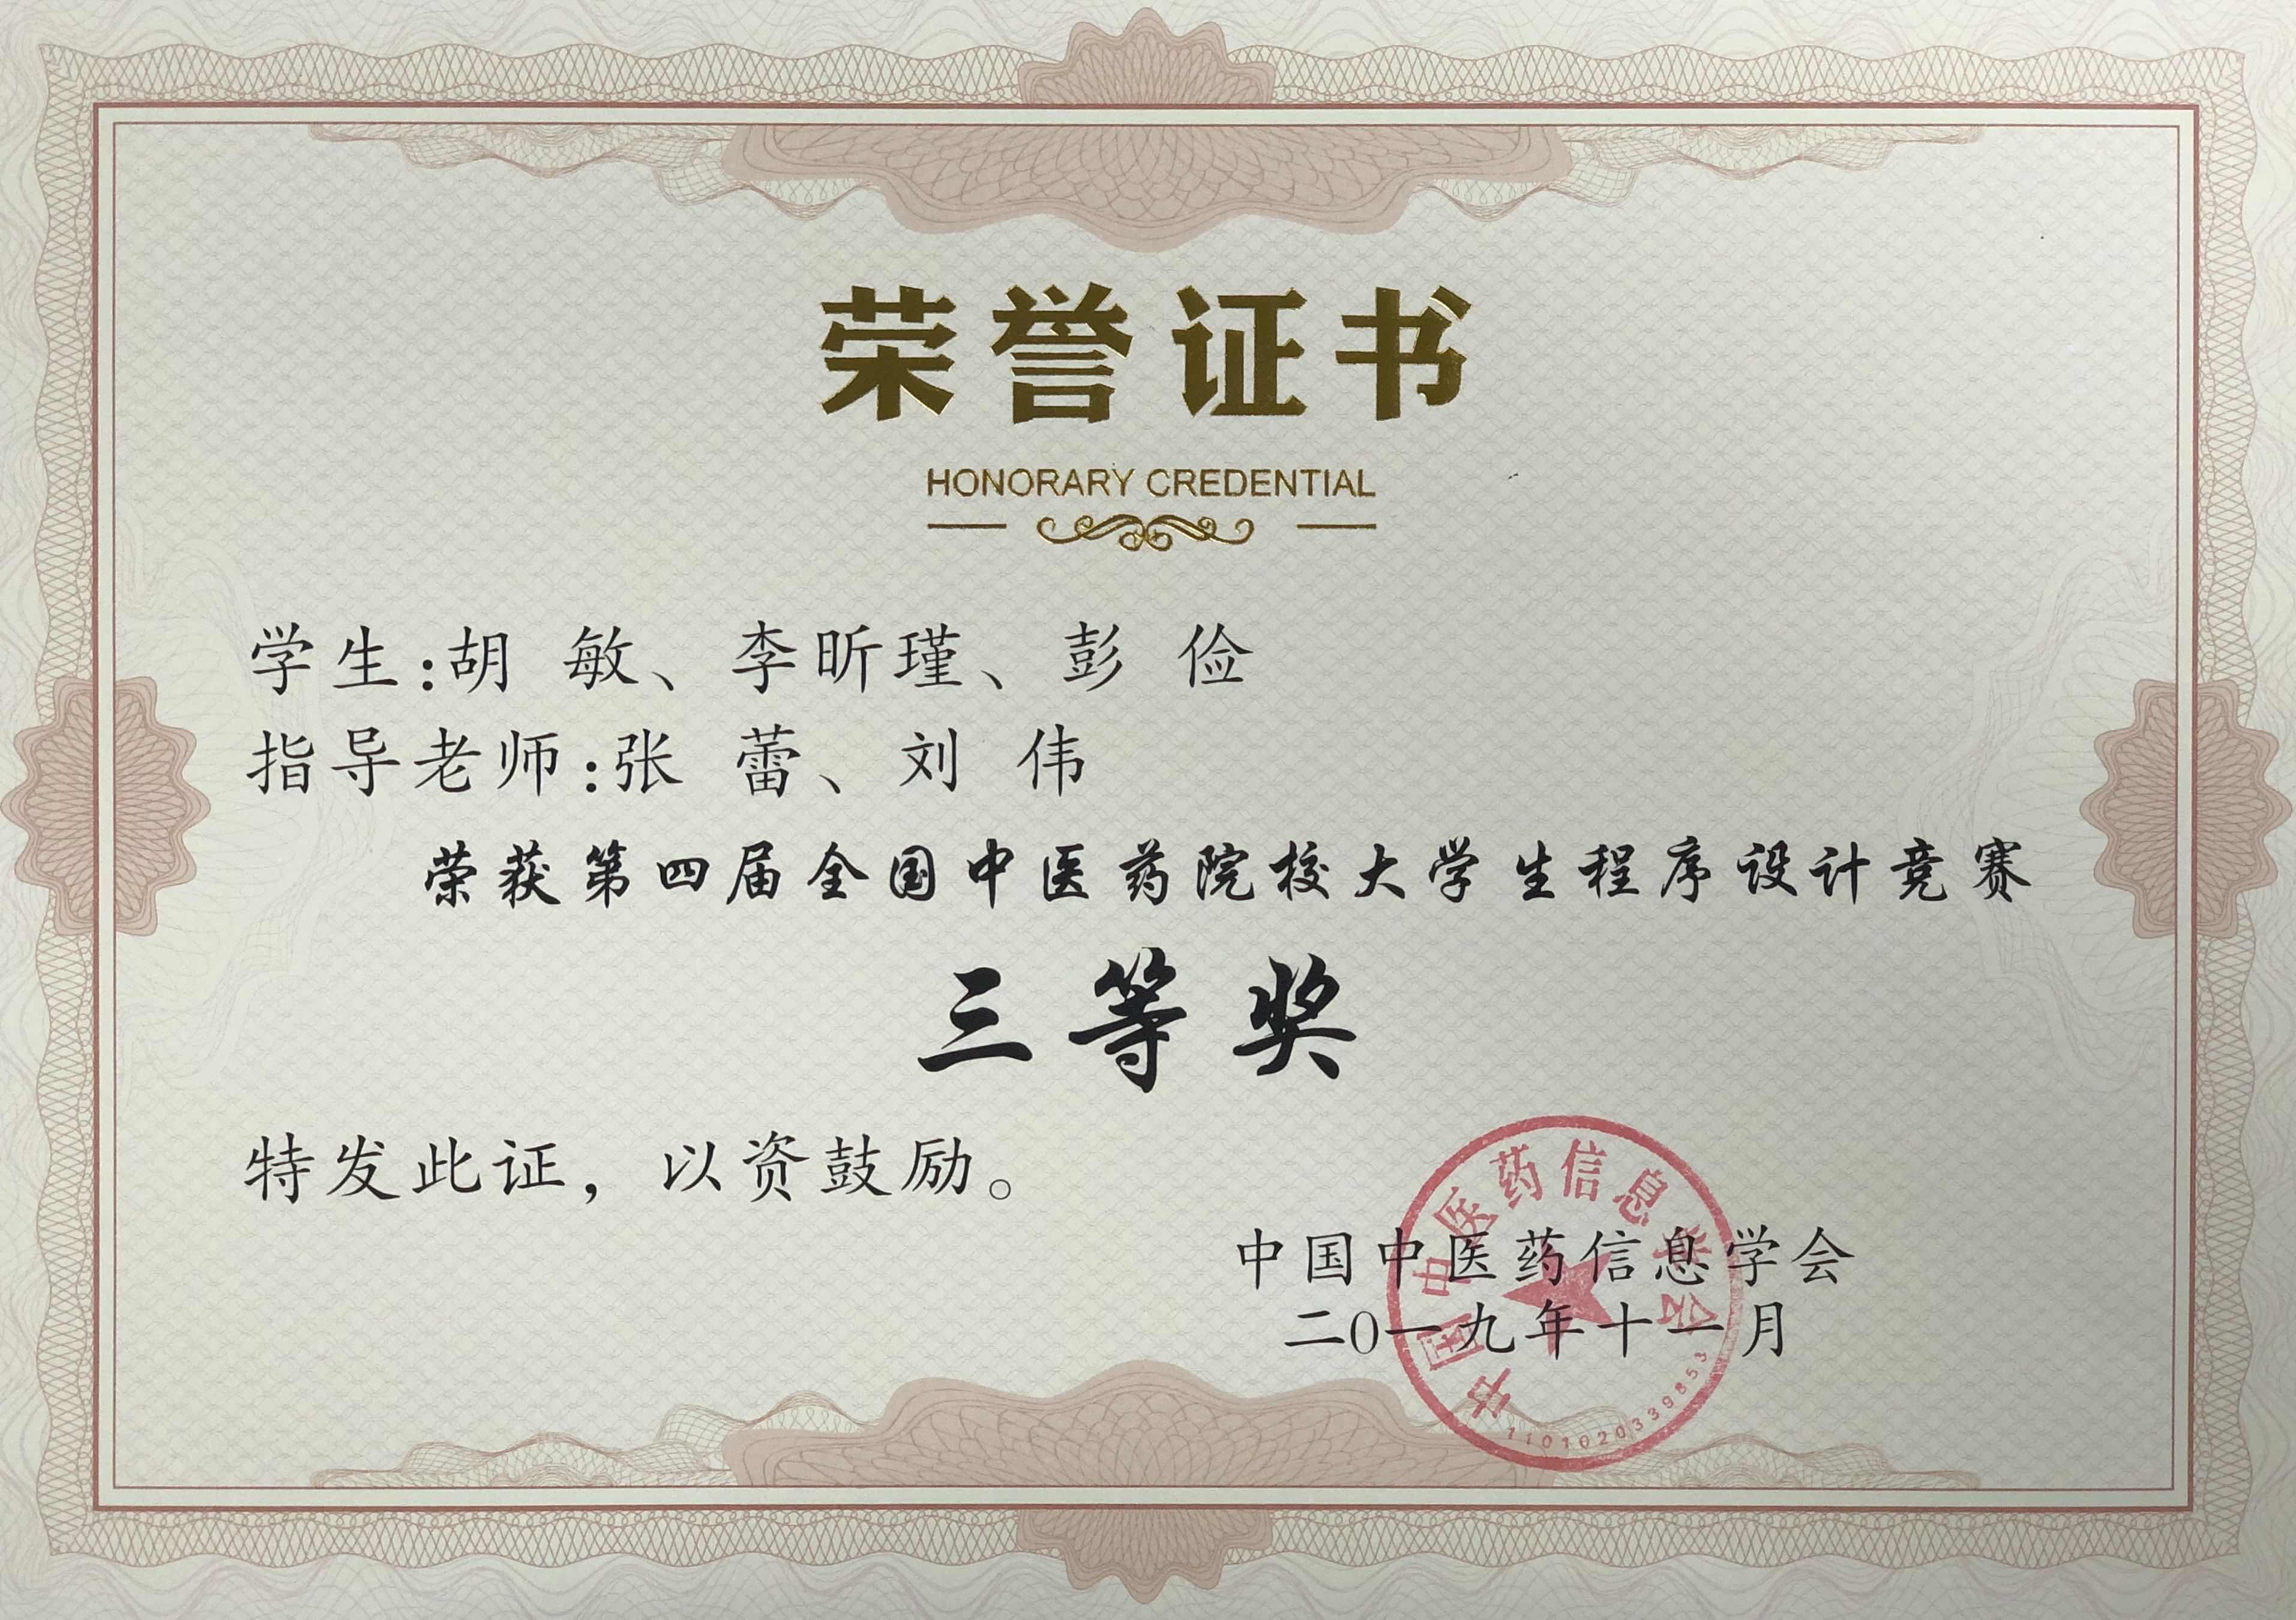 荣誉证书
HONORARY CREDENTIAL
学生:胡 敏、李昕瑾、彭 俭
指导老师:张 蕾、刘 伟
荣获第四届全国中医药院校大学生程序设计竞赛
三等奖
特发此证，以资鼓励。
中国中医药信息学会
二0一九年十一月
中国中医药信息学会
1101020339853